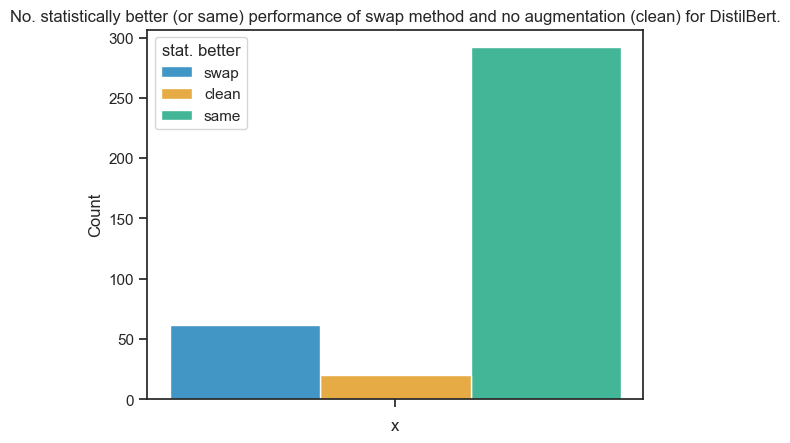 No. statistically better (or same) performance of swap method and no augmentation (clean) for DistilBert.
300
250
200
150
100
50
0
Count
stat. better
swap
clean
same
x